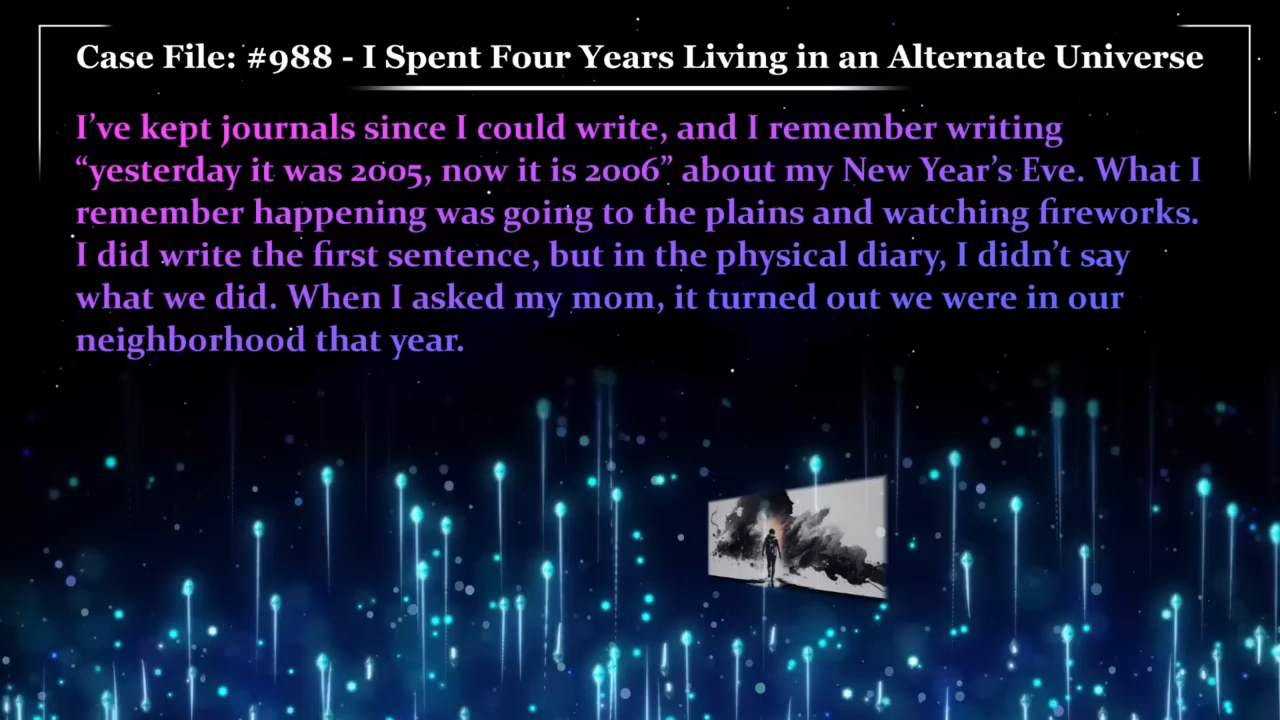 Case File: #988 - I Spent Four Years Living in an Alternate Universe
I’ve kept journals since I could write, and I remember writing
“yesterday it was 2005, now it is 2006” about my New Year’s Eve. What I
remember happening was going to the plains and watching fireworks.
I did write the first sentence, but in the physical diary, I didn’t say
what we did. When I asked my mom, it turned out we were in our
neighborhood that year.